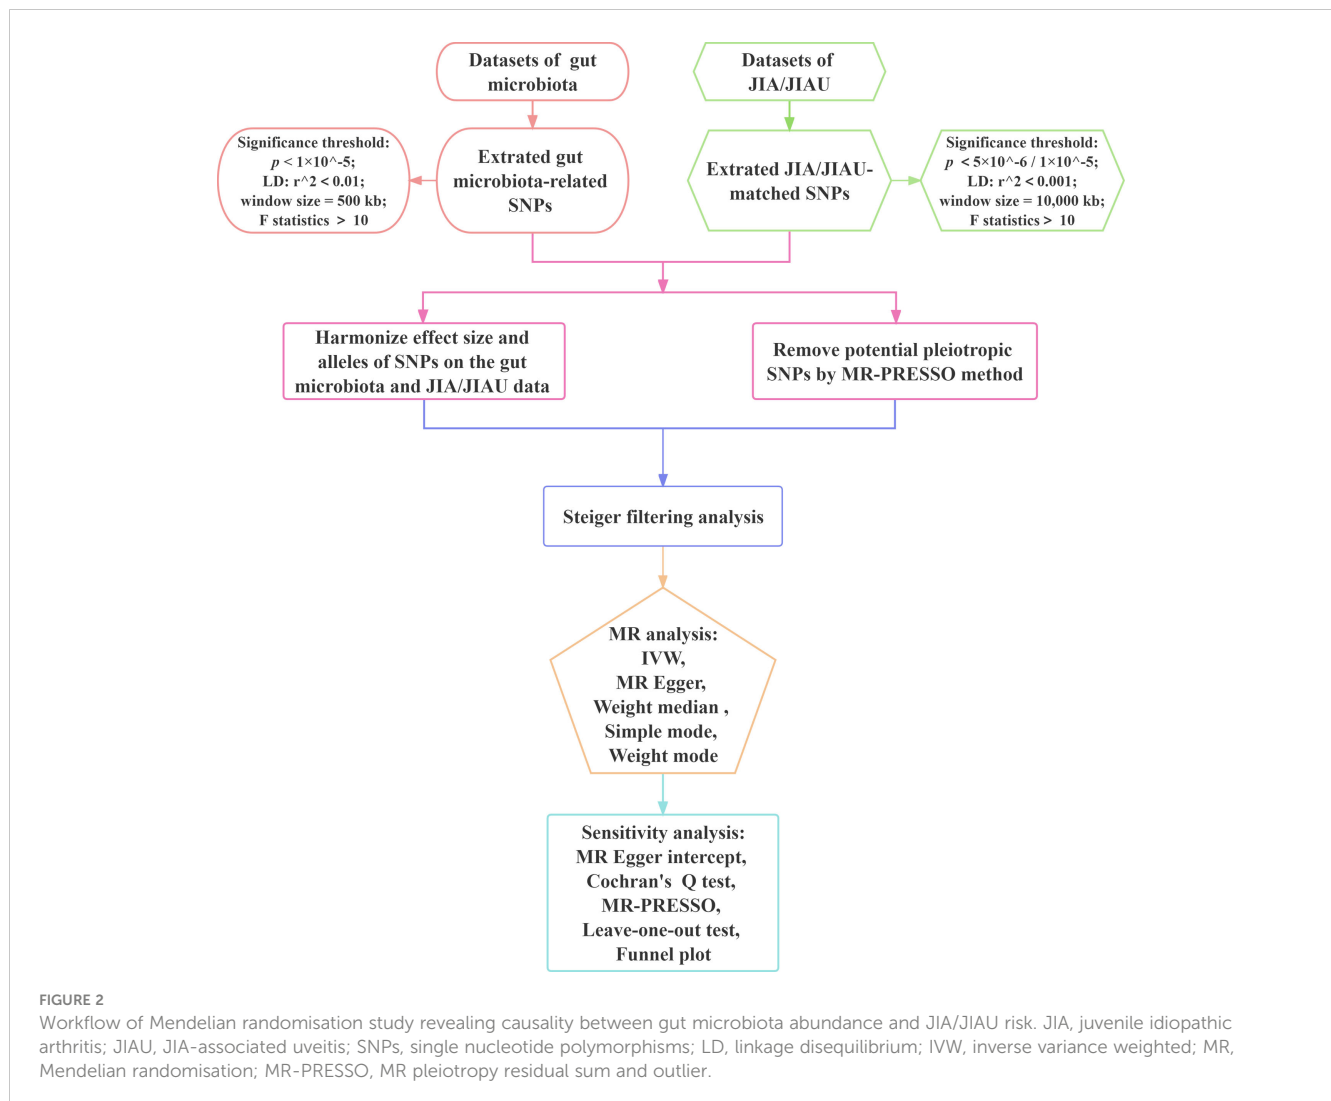 Datasets of gut
microbiota
Datasets of
JIA/JIAU
Significance threshold:
p < 1×10^-5;
LD: r^2 < 0.01;
window size = 500 kb;
F statistics > 10
Extrated gut
microbiota-related
SNPs
Extrated JIA/JIAU-
matched SNPs
Significance threshold:
p < 5×10^-6 / 1×10^-5;
LD: r^2 < 0.001;
window size = 10,000 kb;
F statistics > 10
Harmonize effect size and
alleles of SNPs on the gut
microbiota and JIA/JIAU data
Remove potential pleiotropic
SNPs by MR-PRESSO method
Steiger filtering analysis
MR analysis:
IVW,
MR Egger,
Weight median ,
Simple mode,
Weight mode
Sensitivity analysis:
MR Egger intercept,
Cochran's Q test,
MR-PRESSO,
Leave-one-out test,
Funnel plot
FIGURE 2
Workflow of Mendelian randomisation study revealing causality between gut microbiota abundance and JIA/JIAU risk. JIA, juvenile idiopathic
arthritis; JIAU, JIA-associated uveitis; SNPs, single nucleotide polymorphisms; LD, linkage disequilibrium; IVW, inverse variance weighted; MR,
Mendelian randomisation; MR-PRESSO, MR pleiotropy residual sum and outlier.